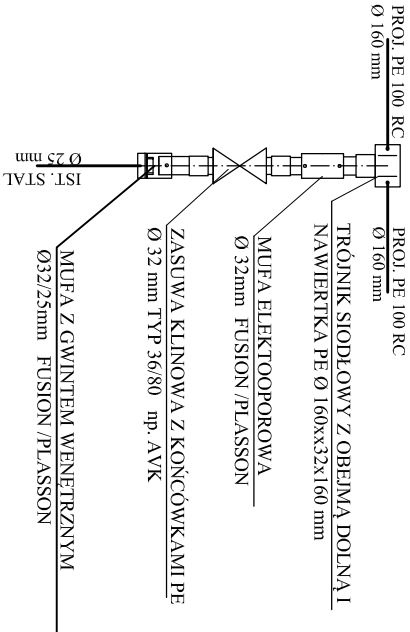 PROJ. PE 100 RC
Ø 160 mm
PROJ. PE 100 RC
Ø 160 mm
TRÓJNIK SIODŁOWY Z OBEJMĄ DOLNĄ I
NAWIERTKA PE Ø 160xx32x160 mm
MUFA ELEKTOOPOROWA
Ø 32mm FUSION /PLASSON
ZASUWA KLINOWA Z KOŃCÓWKAMI PE
Ø 32 mm TYP 36/80 np. AVK
MUFA Z GWINTEM WENĘTRZNYM
Ø32/25mm FUSION /PLASSON
IST. STAL
Ø 25 mm